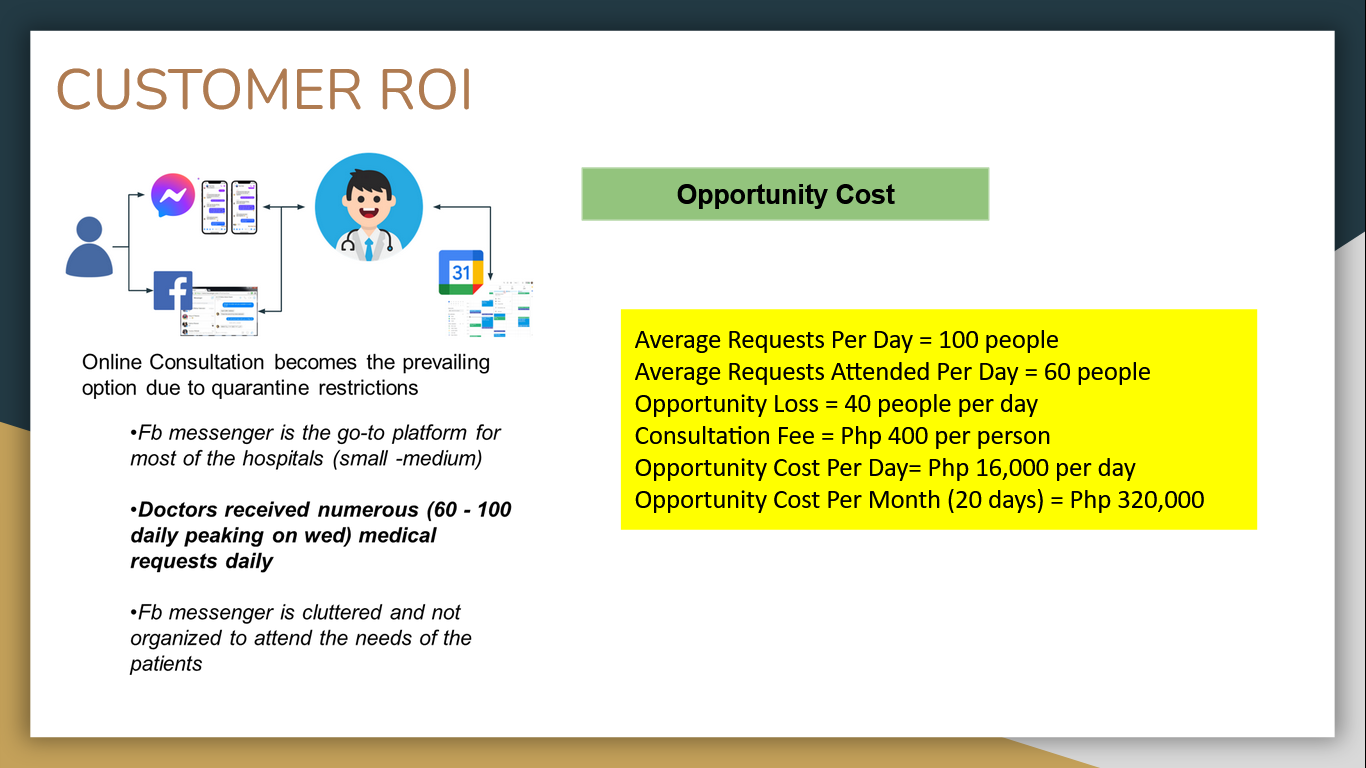 CUSTOMER ROI
31
Online Consultation becomes the prevailing
option due to quarantine restrictions
•Fb messenger is the go-to platform for
most of the hospitals (small -medium)
•Doctors received numerous (60 - 100
daily peaking on wed) medical
requests daily
•Fb messenger is cluttered and not
organized to attend the needs of the
patients
Opportunity Cost
Average Requests Per Day = 100 people
Average Requests Attended Per Day = 60 people
Opportunity Loss = 40 people per day
Consultation Fee = Php 400 per person
Opportunity Cost Per Day= Php 16,000 per day
Opportunity Cost Per Month (20 days) = Php 320,000